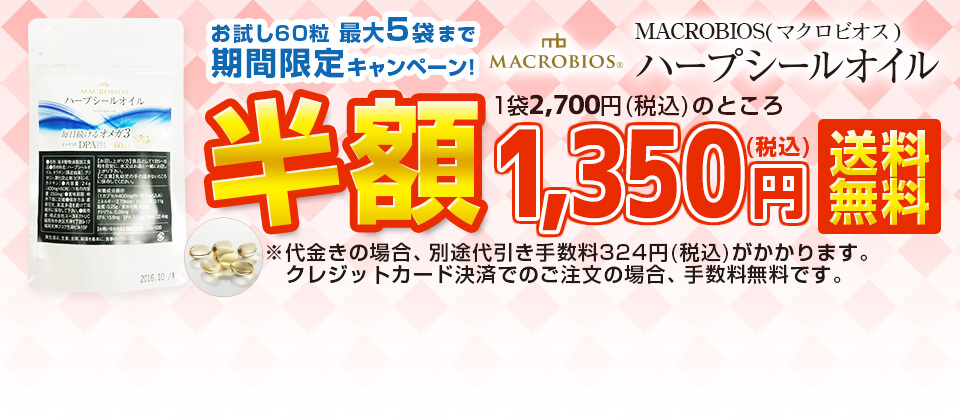 お試し60粒 最大5袋まで
期間限定キャンペーン!
mb
MACROBIOS®
MACROBIOS(マクロビオス)
ハープシールオイル
半額
1袋2,700円(税込)のところ
1,350円(税込)
送料無料
※代金きの場合、別途代引き手数料324円(税込)がかかります。
クレジットカード決済でのご注文の場合、手数料無料です。
MACROBIOS
ハープシールオイル
毎日続けるオメガ3
DPA
2016.10